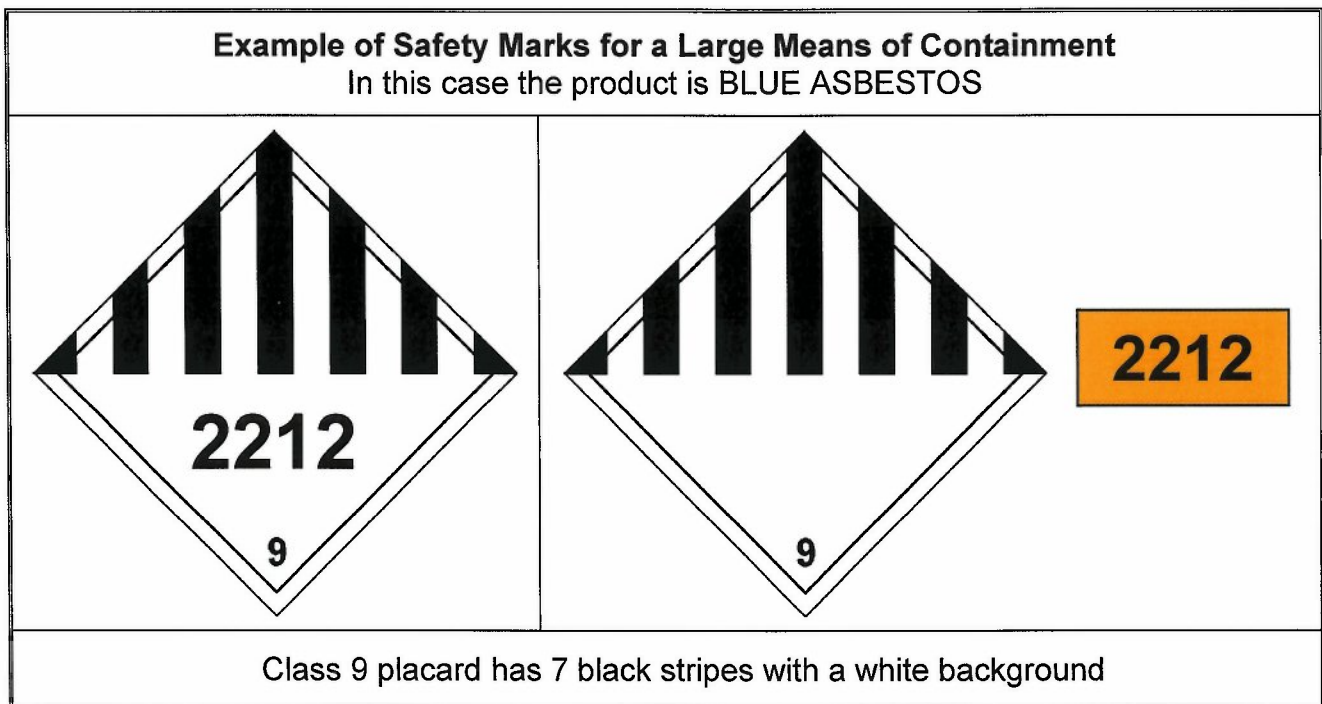 Example of Safety Marks for a Large Means of Containment
In this case the product is BLUE ASBESTOS
2212
9
9
2212
Class 9 placard has 7 black stripes with a white background